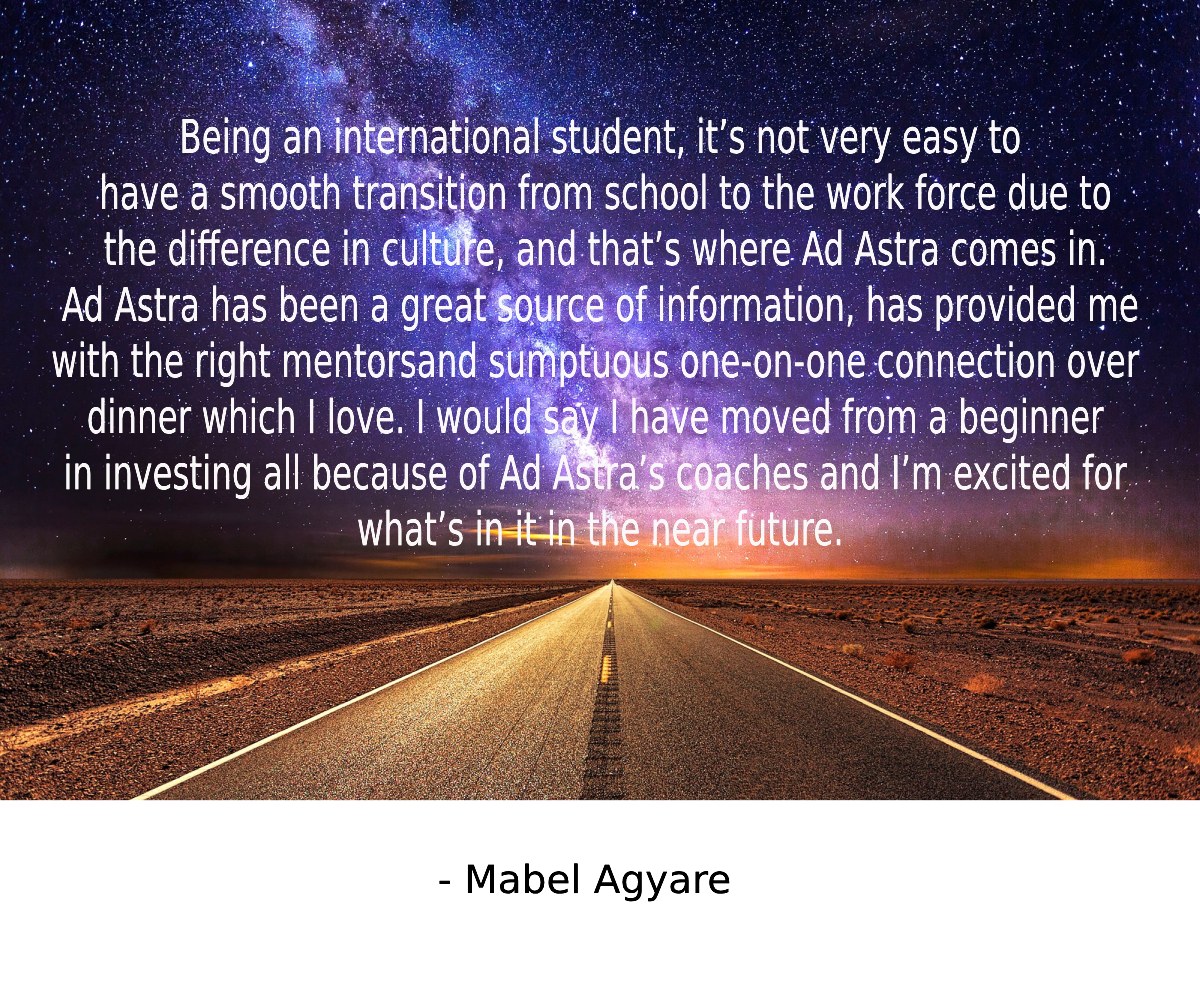 Being an international student, it’s not very easy to
have a smooth transition from school to the work force due to
the difference in culture, and that’s where Ad Astra comes in.
Ad Astra has been a great source of information, has provided me
with the right mentorsand sumptuous one-on-one connection over
dinner which I love. I would say I have moved from a beginner
in investing all because of Ad Astra’s coaches and I’m excited for
what’s in it in the near future.
- Mabel Agyare